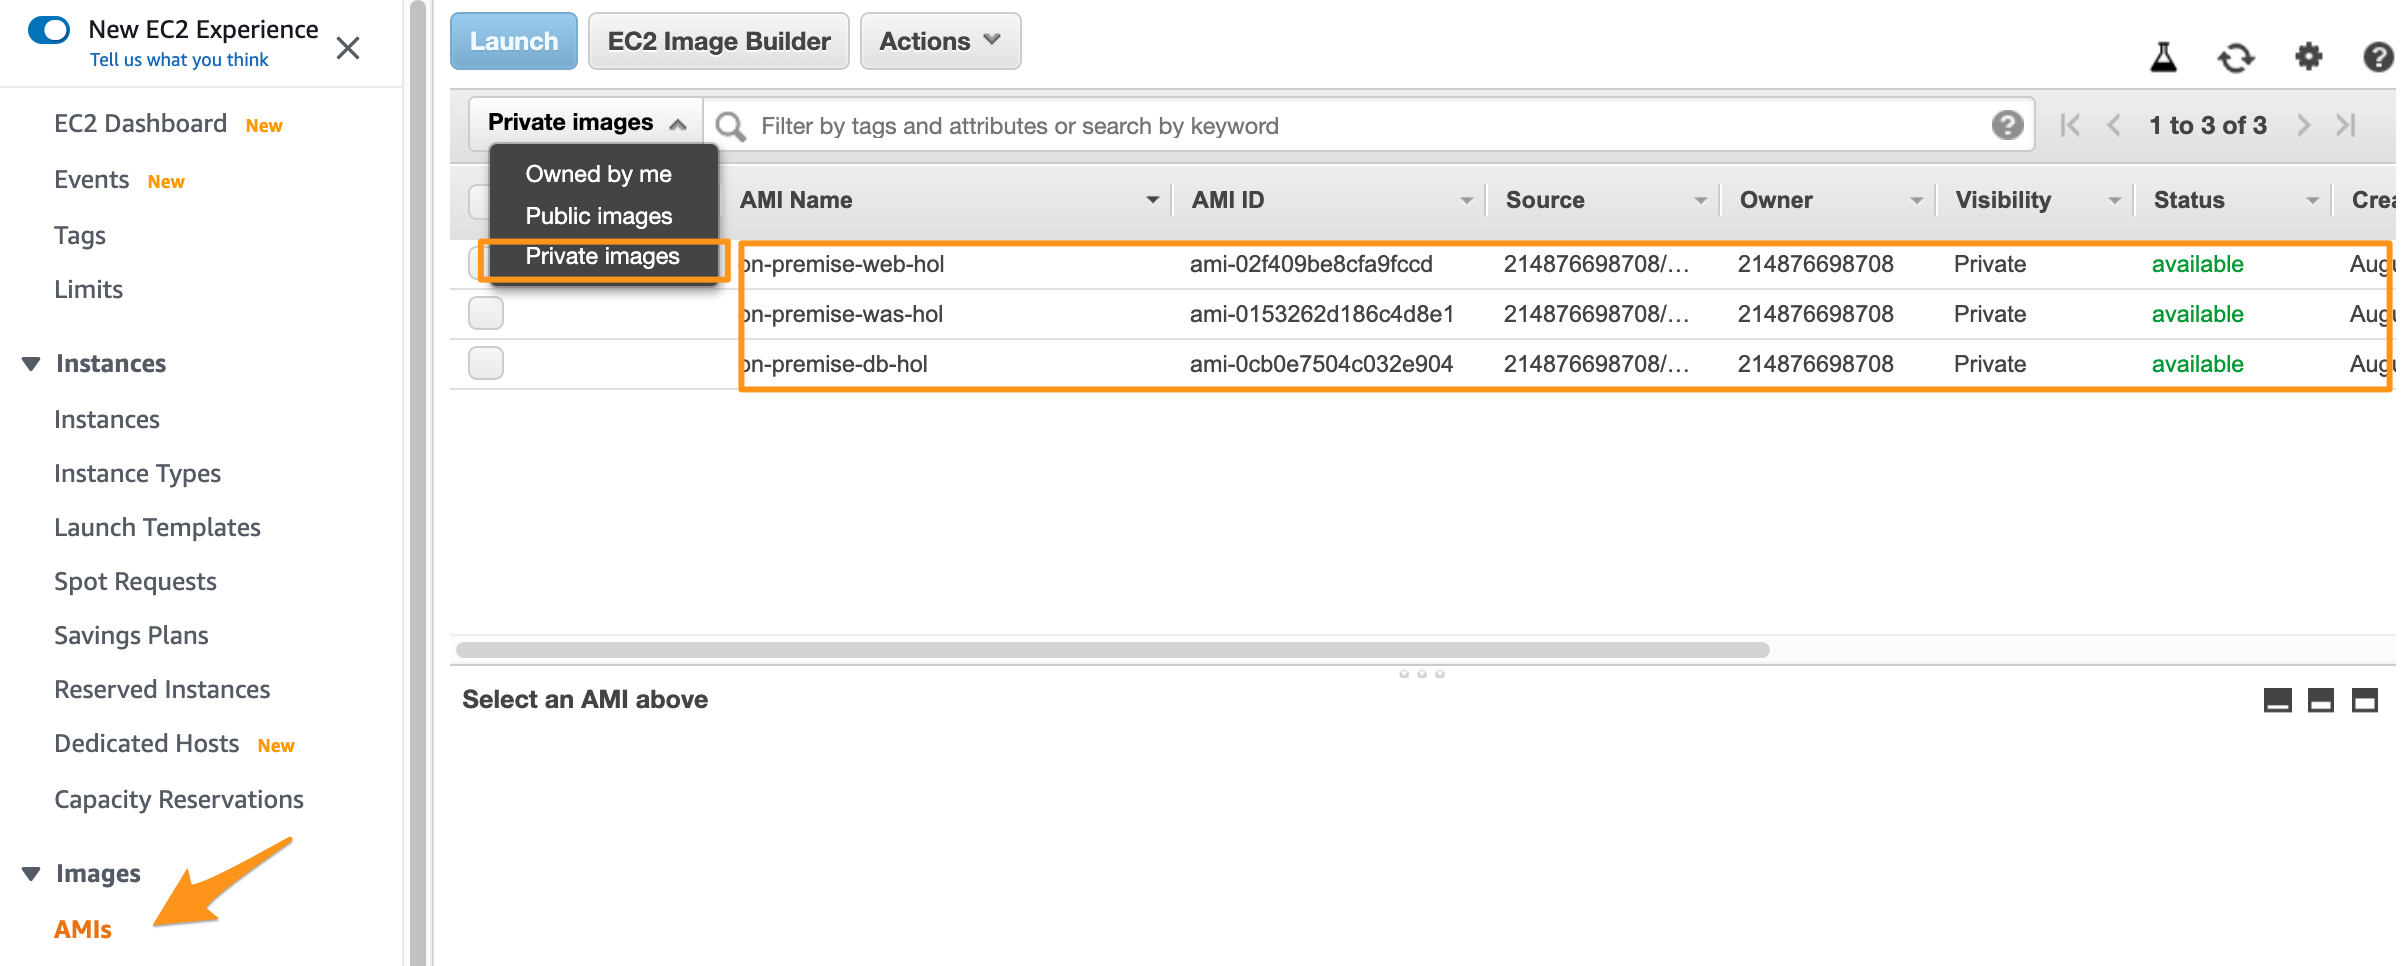 New EC2 Experience
Tell us what you think
EC2 Dashboard New
Events New
Tags
Limits
Instances
Instances
Instance Types
Launch Templates
Spot Requests
Savings Plans
Reserved Instances
Dedicated Hosts New
Capacity Reservations
Images
AMIs
Launch EC2 Image Builder Actions
Private images Filter by tags and attributes or search by keyword 1 to 3 of 3
Owned by me
Public images
Private images
AMI Name AMI ID Source Owner Visibility Status Crea
on-premise-web-hol ami-02f409be8cfa9fccd 214876698708/... 214876698708 Private available Augu
on-premise-was-hol ami-0153262d186c4d8e1 214876698708/... 214876698708 Private available Augu
on-premise-db-hol ami-0cb0e7504c032e904 214876698708/... 214876698708 Private available Augu
Select an AMI above